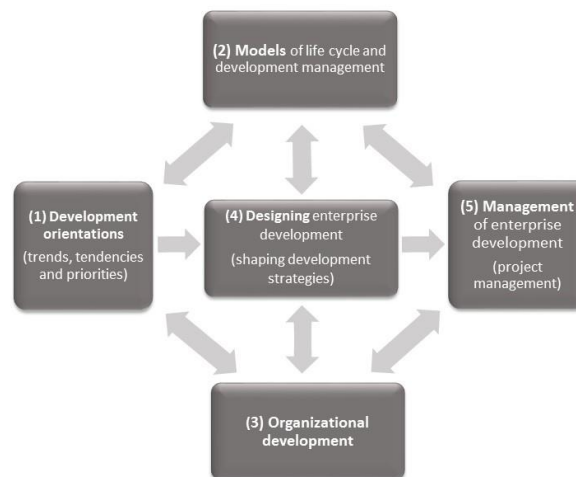 (2) Models of life cycle and
development management
(1) Development
orientations
(trends, tendencies
and priorities)
(4) Designing enterprise
development
(shaping development
strategies)
(5) Management
of enterprise
development
(project
management)
(3) Organizational
development